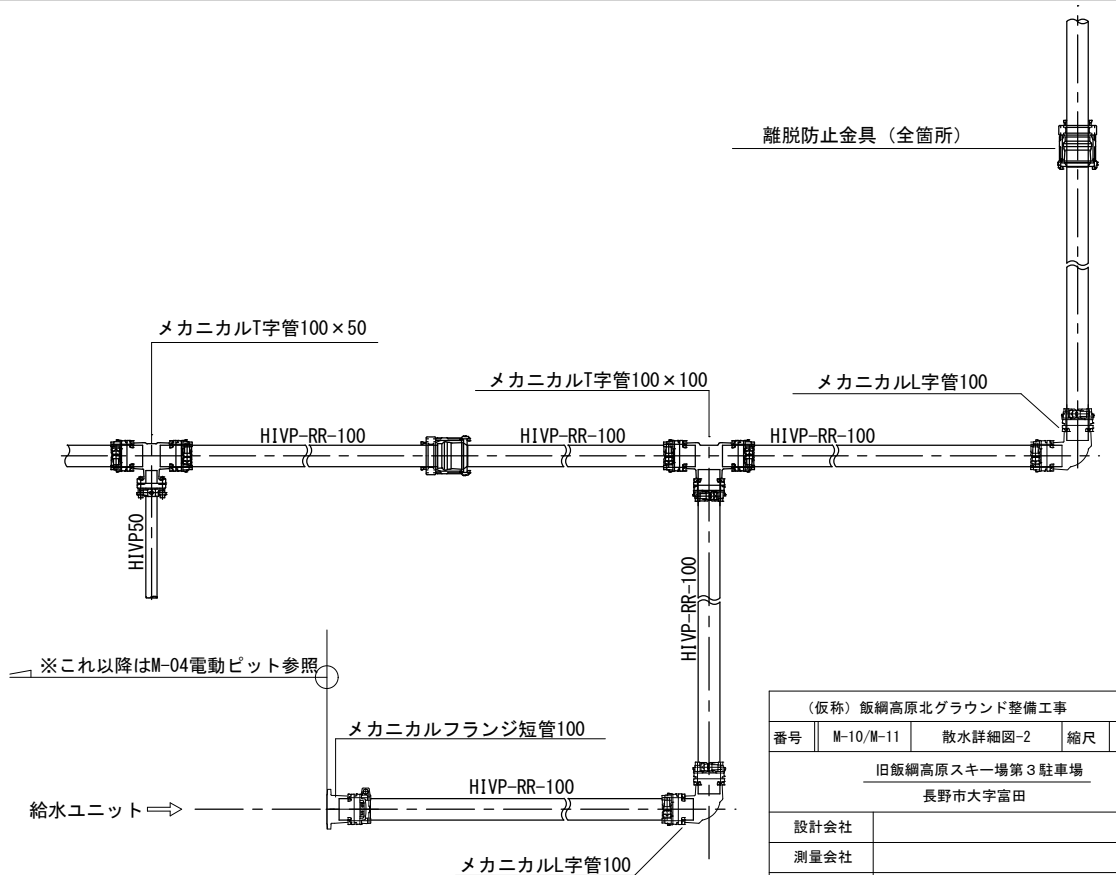 離脱防止金具（全箇所）
メカニカルT字管100×50
メカニカルT字管100×100
メカニカルL字管100
HIVP-RR-100
HIVP-RR-100
HIVP-RR-100
HIVP50
HIVP-RR-100
※これ以降はM-04電動ピット参照
メカニカルフランジ短管100
HIVP-RR-100
給水ユニット
メカニカルL字管100
（仮称）飯綱高原北グラウンド整備工事
番号 M-10/M-11 散水詳細図-2 縮尺
旧飯綱高原スキー場第３駐車場
長野市大字富田
設計会社
測量会社